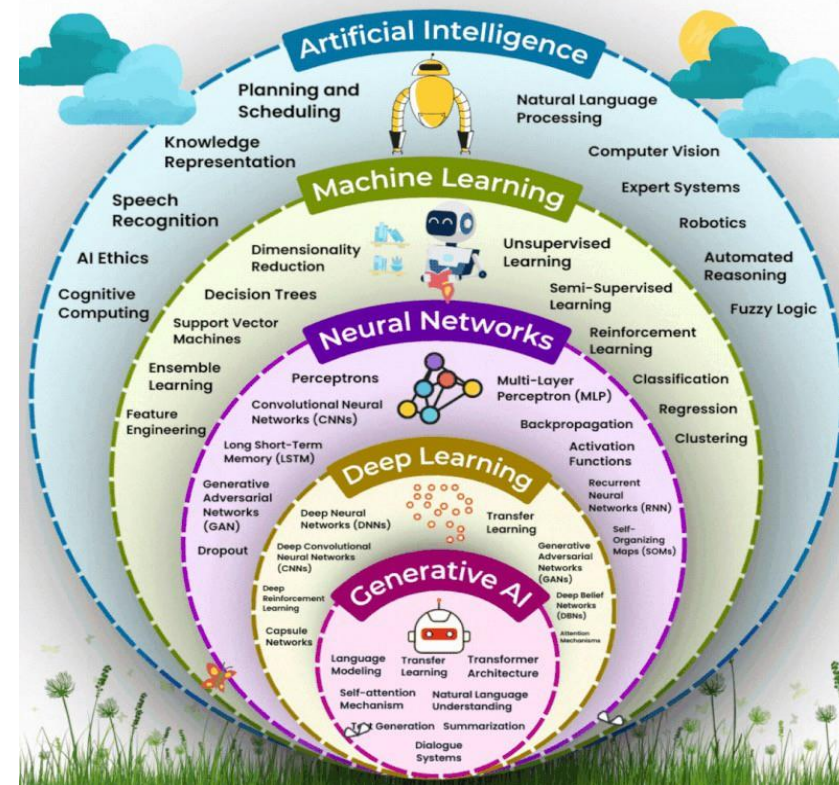 Artificial Intelligence
Planning and
Scheduling
Knowledge
Representation
Speech
Recognition
AI Ethics
Cognitive
Computing
Natural Language
Processing
Computer Vision
Expert Systems
Robotics
Automated
Reasoning
Fuzzy Logic
Machine Learning
Dimensionality
Reduction
Decision Trees
Support Vector
Machines
Ensemble
Learning
Feature
Engineering
Unsupervised
Learning
Semi-Supervised
Learning
Reinforcement
Learning
Classification
Regression
Clustering
Neural Networks
Perceptrons
Convolutional Neural
Networks (CNNs)
Long Short-Term
Memory (LSTM)
Generative
Adversarial
Networks
(GAN)
Dropout
Multi-Layer
Perceptron (MLP)
Backpropagation
Activation
Functions
Recurrent
Neural
Networks (RNN)
Self-
Organizing
Maps (SOMs)
Deep Learning
Deep Neural
Networks (DNNs)
Deep Convolutional
Neural Networks
(CNNs)
Deep
Reinforcement
Learning
Capsule
Networks
Transfer
Learning
Generative
Adversarial
Networks
(GANs)
Deep Belief
Networks
(DBNs)
Attention
Mechanisms
Generative AI
Language
Modeling
Transfer
Learning
Transformer
Architecture
Self-attention
Mechanism
Natural Language
Understanding
Text Generation
Summarization
Dialogue
Systems